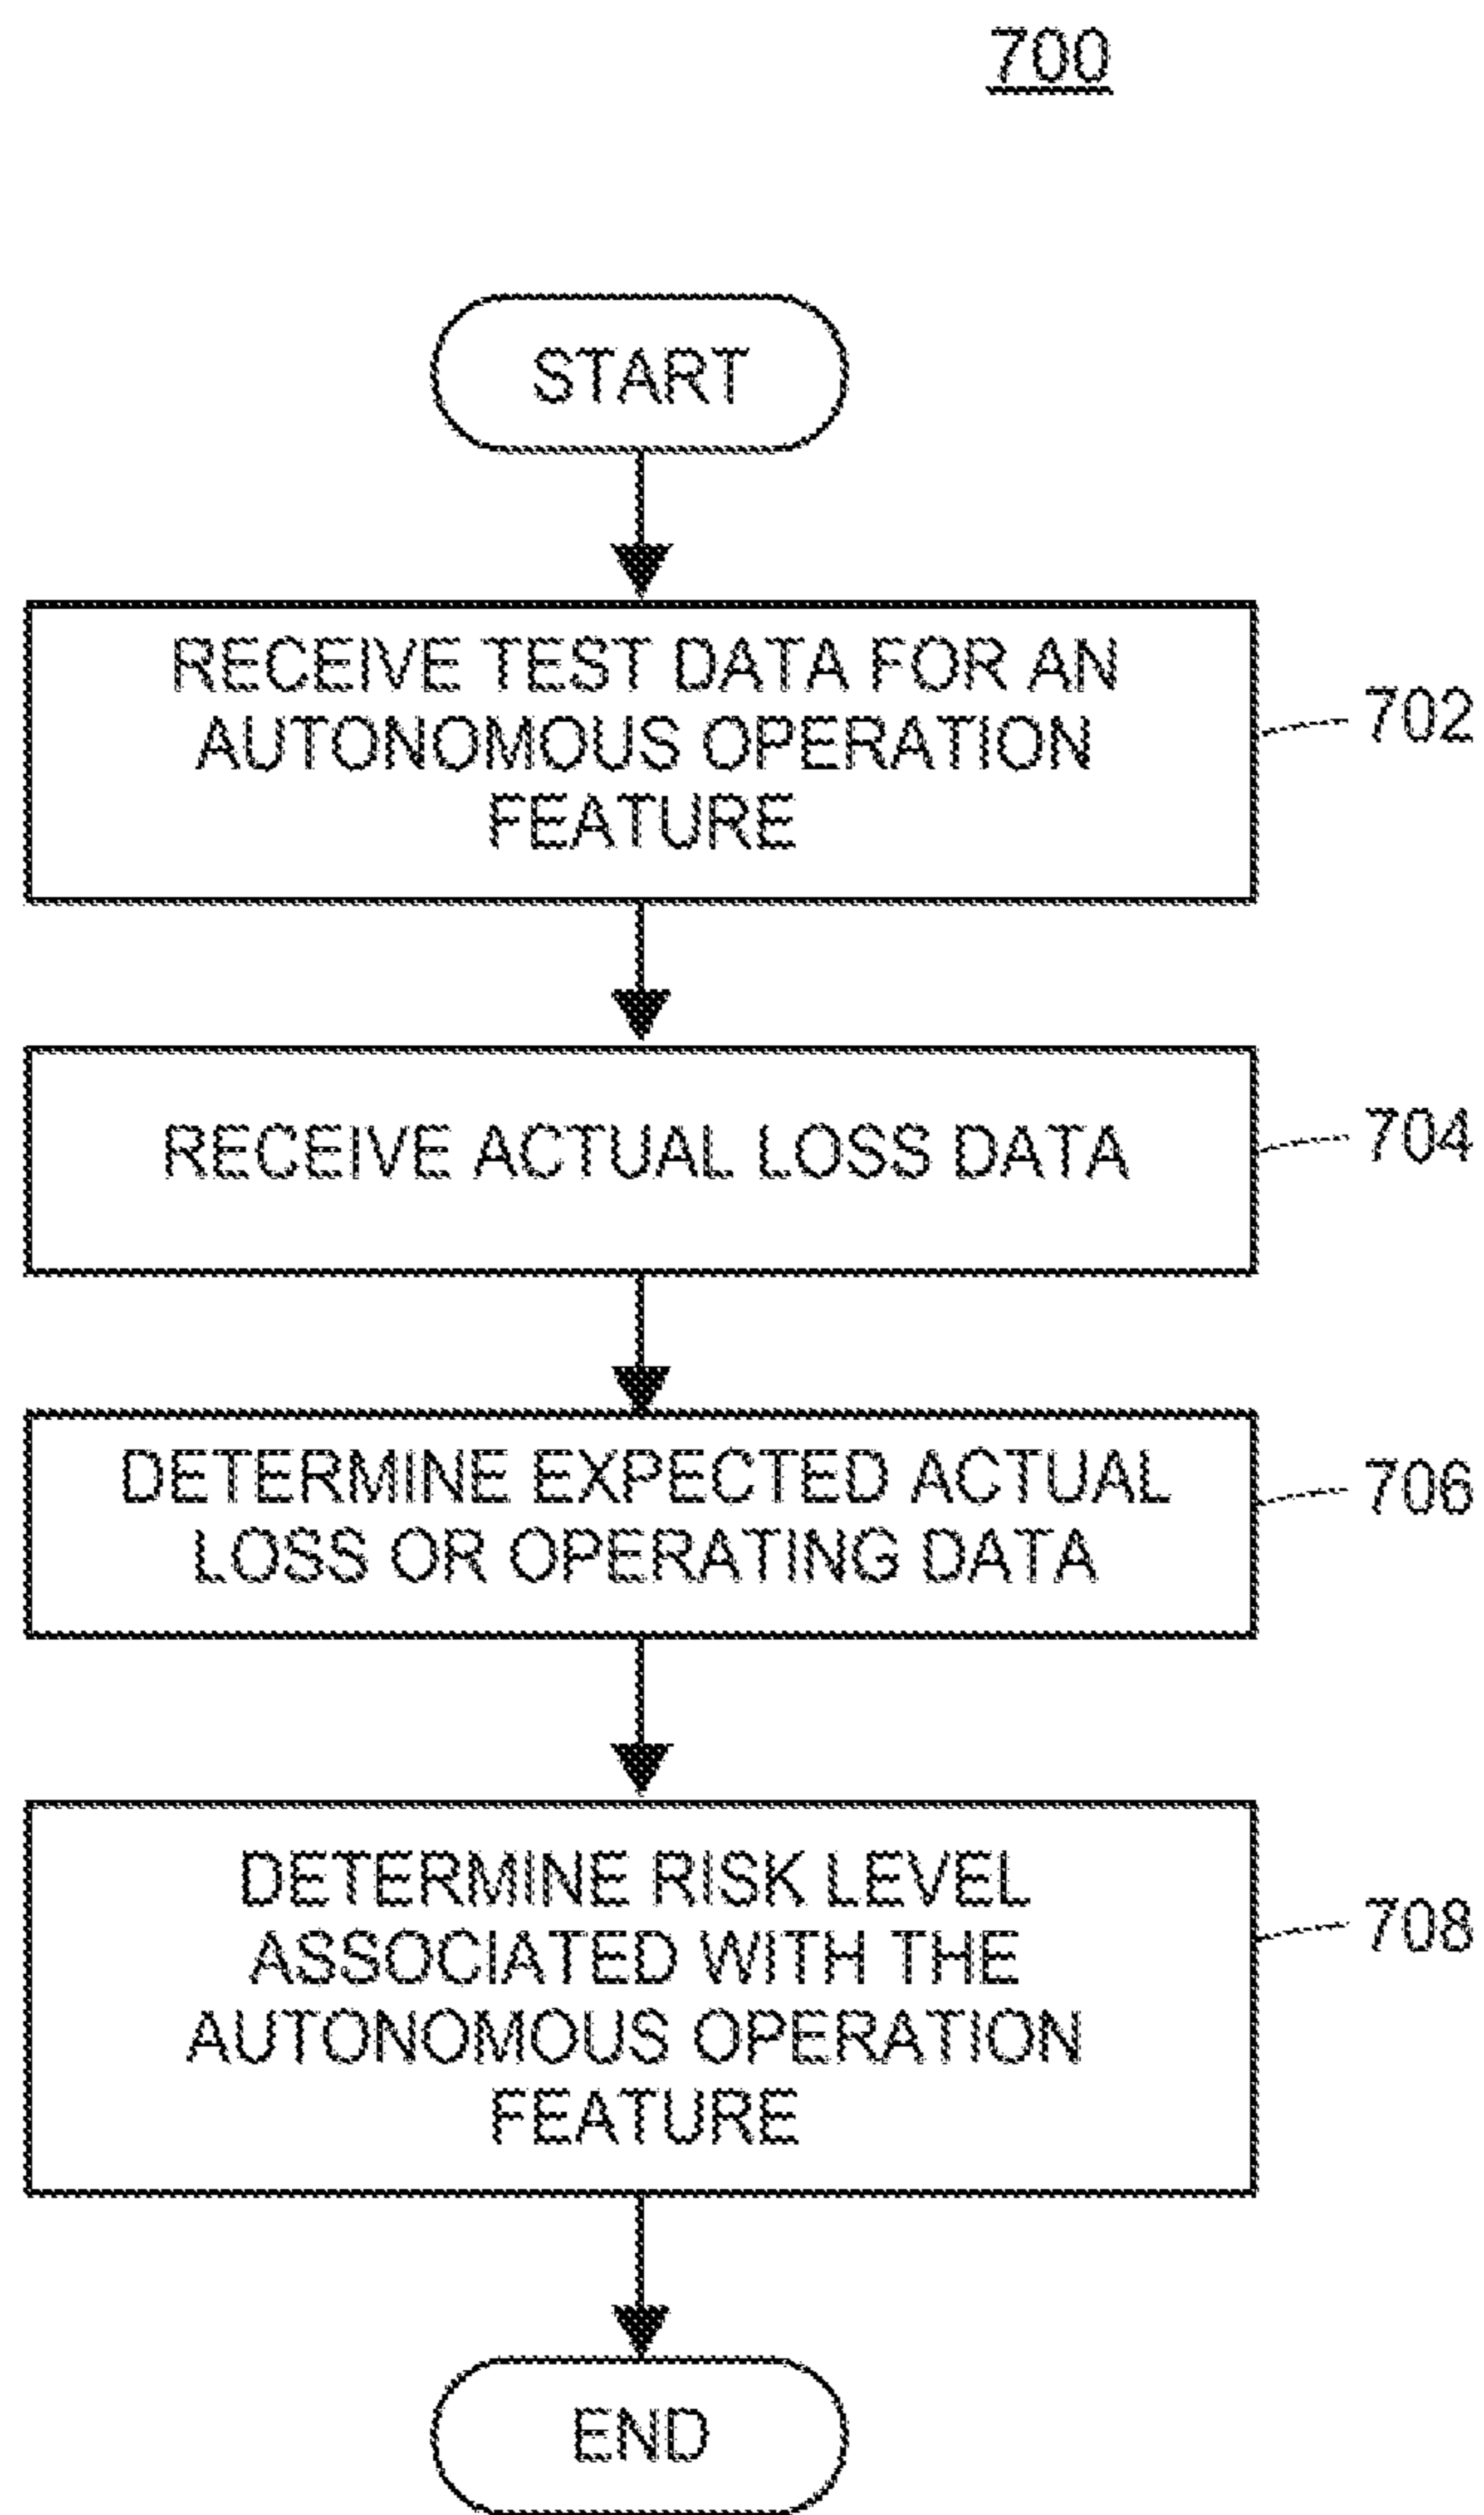 700
START
RECEIVE TEST DATA FOR AN
AUTONOMOUS OPERATION
FEATURE
702
RECEIVE ACTUAL LOSS DATA
704
DETERMINE EXPECTED ACTUAL
LOSS OR OPERATING DATA
706
DETERMINE RISK LEVEL
ASSOCIATED WITH THE
AUTONOMOUS OPERATION
FEATURE
708
END